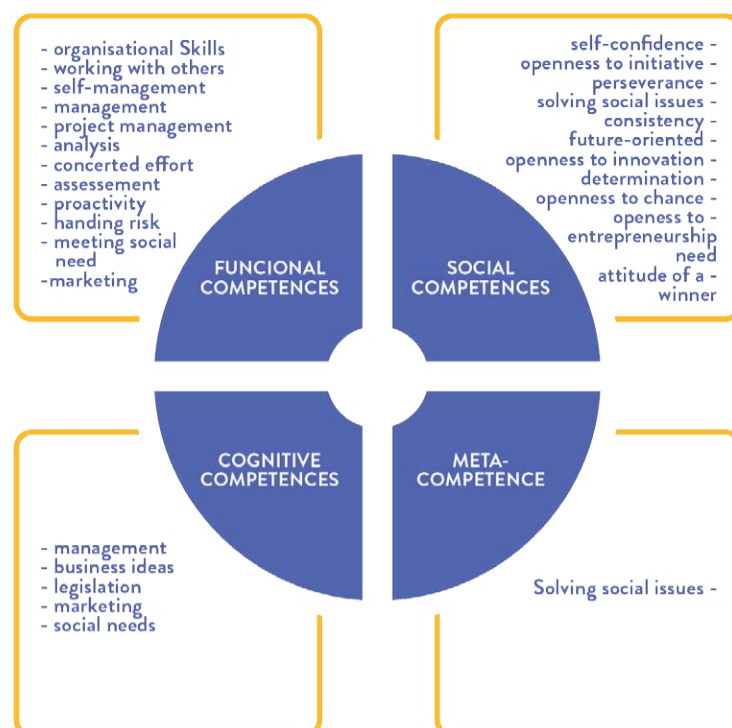 - organisational Skills
- working with others
- self-management
- management
- project management
- analysis
- concerted effort
- assessement
- proactivity
- handing risk
- meeting social
need
-marketing
self-confidence -
openness to initiative -
perseverance -
solving social issues -
consistency -
future-oriented -
openness to innovation -
determination -
openness to chance -
openess to -
entrepreneurship
need
attitude of a -
winner
FUNCIONAL
COMPETENCES
SOCIAL
COMPETENCES
COGNITIVE
COMPETENCES
META-
COMPETENCE
- management
- business ideas
- legislation
- marketing
- social needs
Solving social issues -